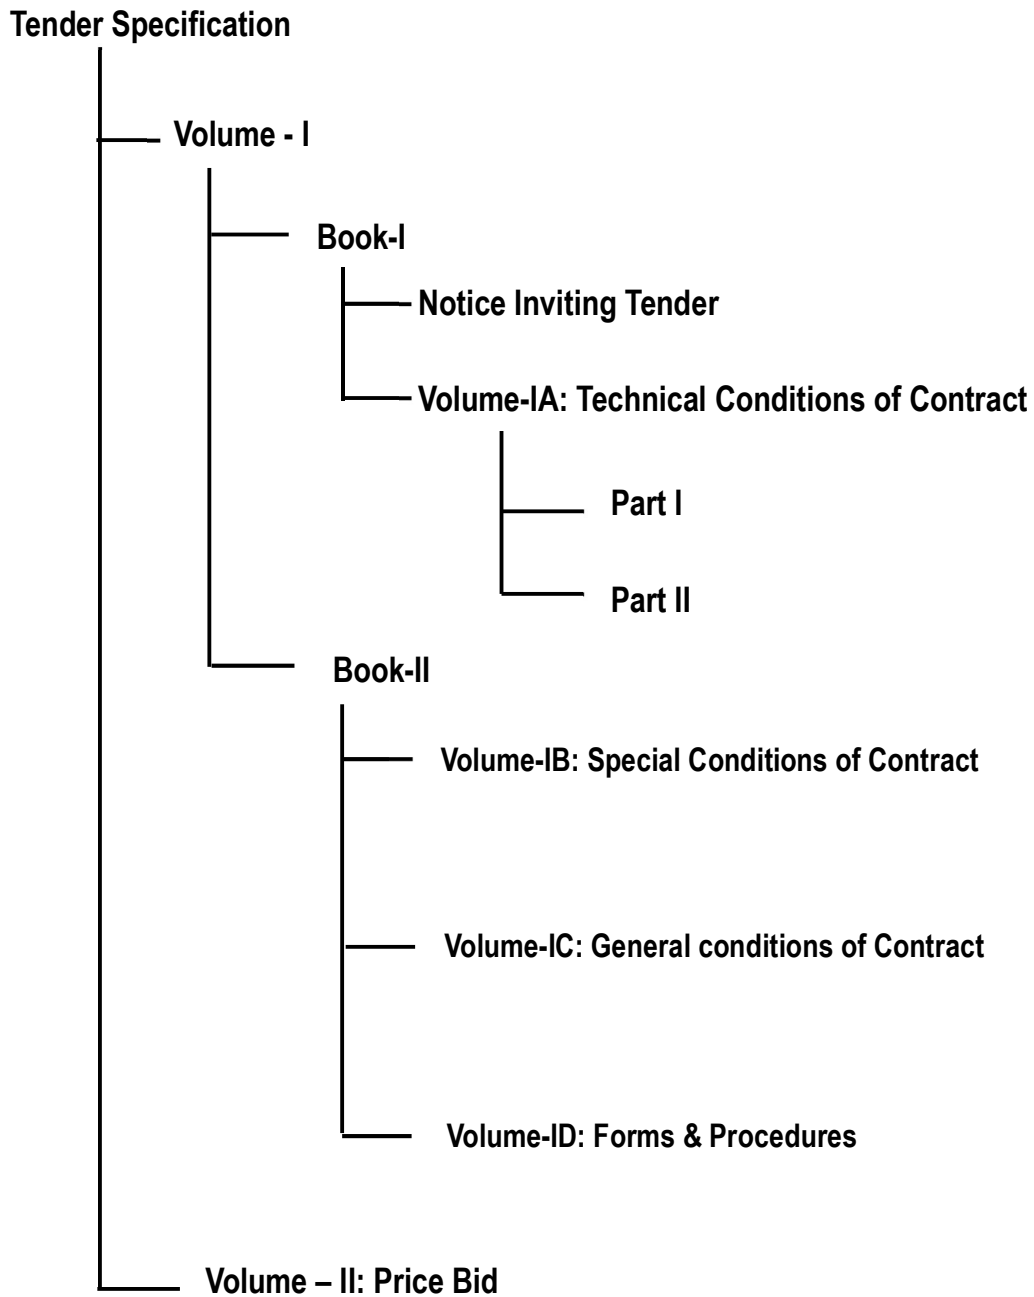 Tender Specification
Volume - I
Book-I
Notice Inviting Tender
Volume-IA: Technical Conditions of Contract
Part I
Part II
Book-II
Volume-IB: Special Conditions of Contract
Volume-IC: General conditions of Contract
Volume-ID: Forms & Procedures
Volume – II: Price Bid